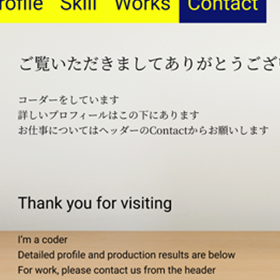 rofile Skill Works Contact
ご覧いただきましてありがとうござ
コーダーをしています
詳しいプロフィールはこの下にあります
お仕事についてはヘッダーのContactからお願いします
Thank you for visiting
I'm a coder
Detailed profile and production results are below
For work, please contact us from the header